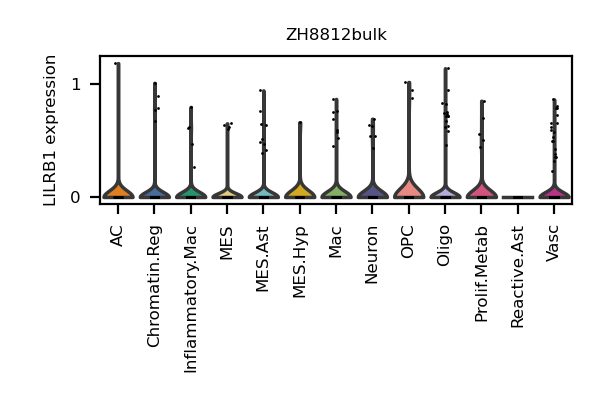 ZH8812bulk
LILRB1 expression
1
0
AC
Chromatin.Reg
Inflammatory.Mac
MES
MES.Ast
MES.Hyp
Mac
Neuron
OPC
Oligo
Prolif.Metab
Reactive.Ast
Vasc